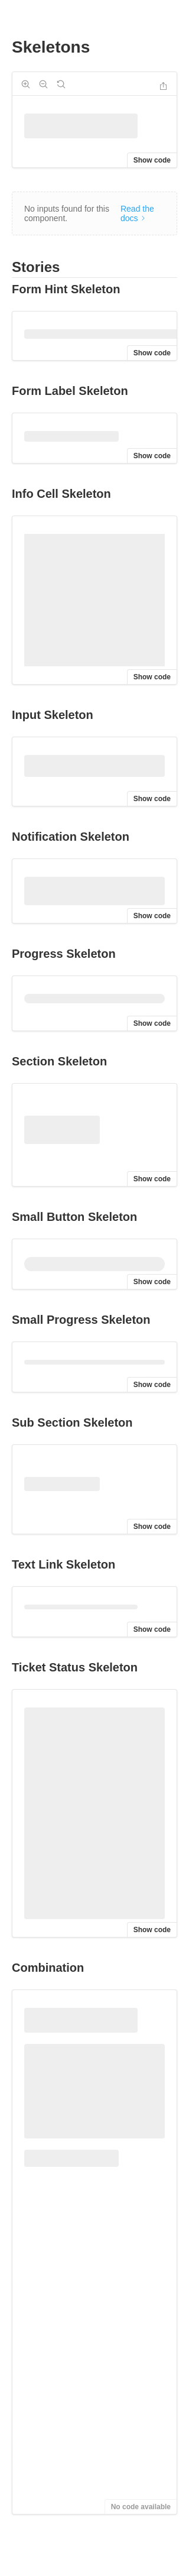 Skeletons
Show code
No inputs found for this
component.
Read the
docs
Stories
Form Hint Skeleton
Show code
Form Label Skeleton
Show code
Info Cell Skeleton
Show code
Input Skeleton
Show code
Notification Skeleton
Show code
Progress Skeleton
Show code
Section Skeleton
Show code
Small Button Skeleton
Show code
Small Progress Skeleton
Show code
Sub Section Skeleton
Show code
Text Link Skeleton
Show code
Ticket Status Skeleton
Show code
Combination
No code available